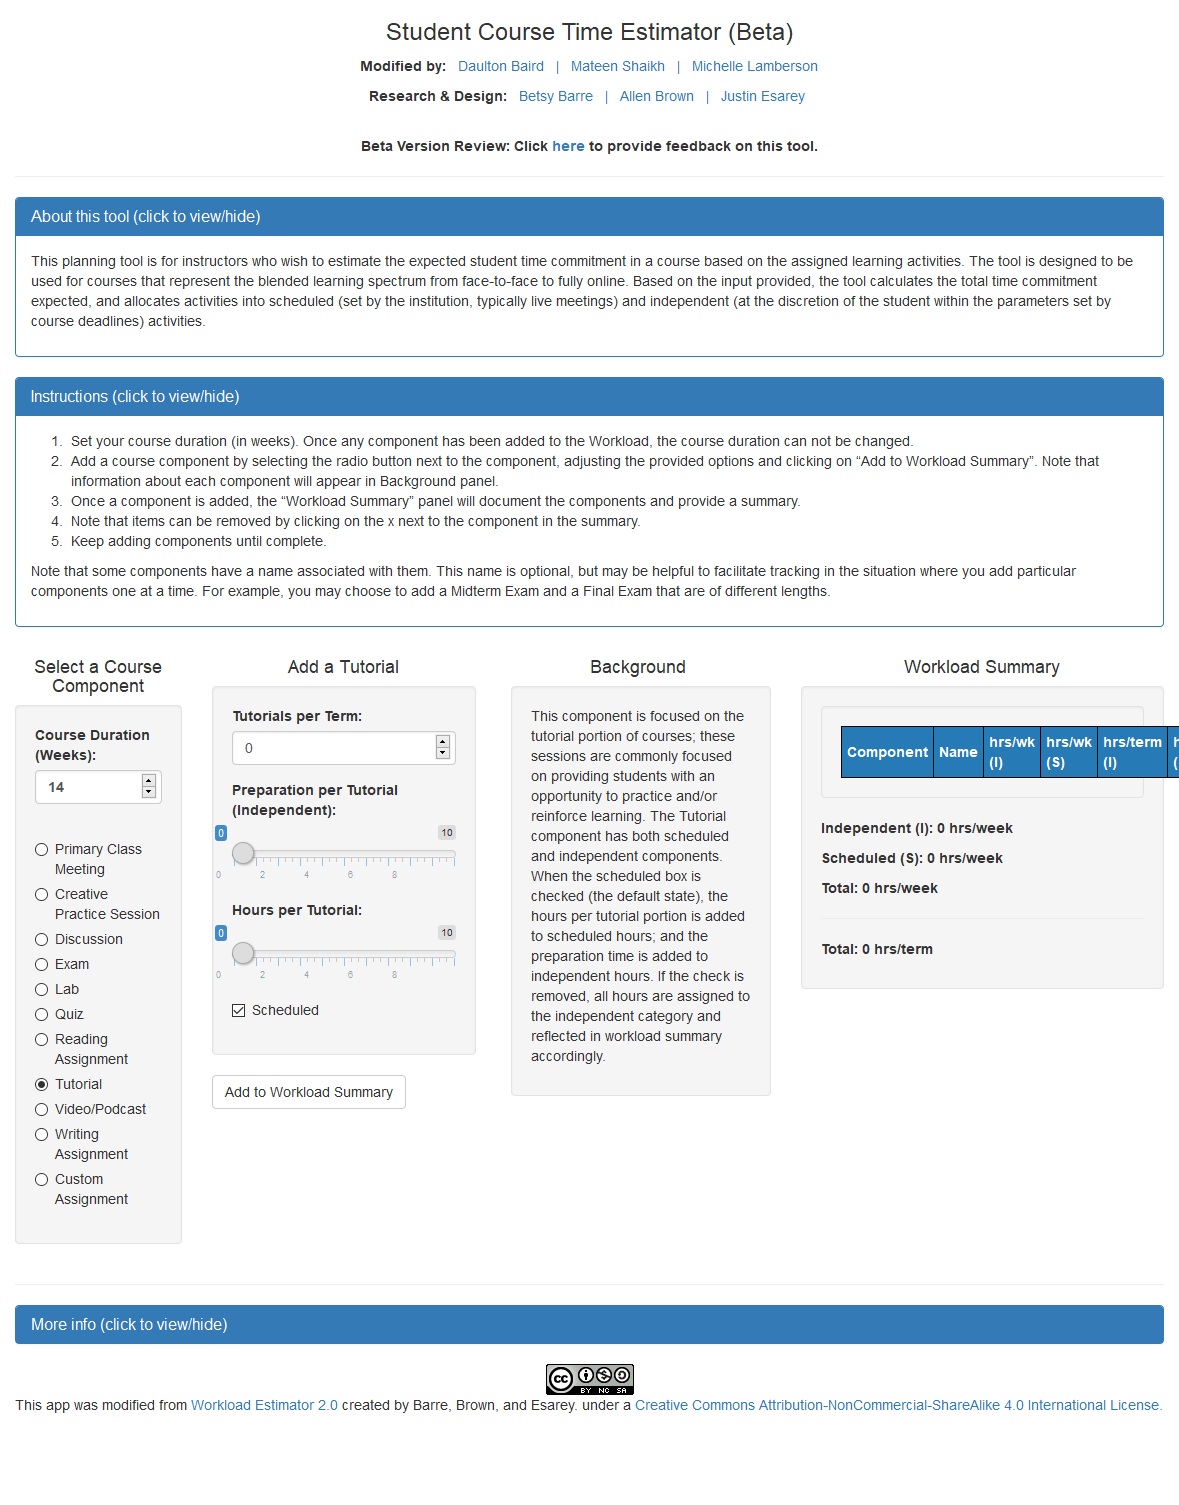 Student Course Time Estimator (Beta)
Modified by: Daulton Baird | Mateen Shaikh | Michelle Lamberson
Research & Design: Betsy Barre | Allen Brown | Justin Esarey
Beta Version Review: Click here to provide feedback on this tool.
About this tool (click to view/hide)
This planning tool is for instructors who wish to estimate the expected student time commitment in a course based on the assigned learning activities. The tool is designed to be
used for courses that represent the blended learning spectrum from face-to-face to fully online. Based on the input provided, the tool calculates the total time commitment
expected, and allocates activities into scheduled (set by the institution, typically live meetings) and independent (at the discretion of the student within the parameters set by
course deadlines) activities.
Instructions (click to view/hide)
1. Set your course duration (in weeks). Once any component has been added to the Workload, the course duration can not be changed.
2. Add a course component by selecting the radio button next to the component, adjusting the provided options and clicking on “Add to Workload Summary”. Note that
information about each component will appear in Background panel.
3. Once a component is added, the “Workload Summary” panel will document the components and provide a summary.
4. Note that items can be removed by clicking on the x next to the component in the summary.
5. Keep adding components until complete.
Note that some components have a name associated with them. This name is optional, but may be helpful to facilitate tracking in the situation where you add particular
components one at a time. For example, you may choose to add a Midterm Exam and a Final Exam that are of different lengths.
Select a Course
Component
Course Duration
(Weeks):
14
Primary Class
Meeting
Creative
Practice Session
Discussion
Exam
Lab
Quiz
Reading
Assignment
Tutorial
Video/Podcast
Writing
Assignment
Custom
Assignment
Add a Tutorial
Tutorials per Term:
0
Preparation per Tutorial
(Independent):
0 10
0 2 4 6 8
Hours per Tutorial:
0 10
0 2 4 6 8
Scheduled
Add to Workload Summary
Background
This component is focused on the
tutorial portion of courses; these
sessions are commonly focused
on providing students with an
opportunity to practice and/or
reinforce learning. The Tutorial
component has both scheduled
and independent components.
When the scheduled box is
checked (the default state), the
hours per tutorial portion is added
to scheduled hours; and the
preparation time is added to
independent hours. If the check is
removed, all hours are assigned to
the independent category and
reflected in workload summary
accordingly.
Workload Summary
Component Name hrs/wk (I) hrs/wk (S) hrs/term (I)
Independent (I): 0 hrs/week
Scheduled (S): 0 hrs/week
Total: 0 hrs/week
Total: 0 hrs/term
More info (click to view/hide)
cc BY NC SA
This app was modified from Workload Estimator 2.0 created by Barre, Brown, and Esarey. under a Creative Commons Attribution-NonCommercial-ShareAlike 4.0 International License.